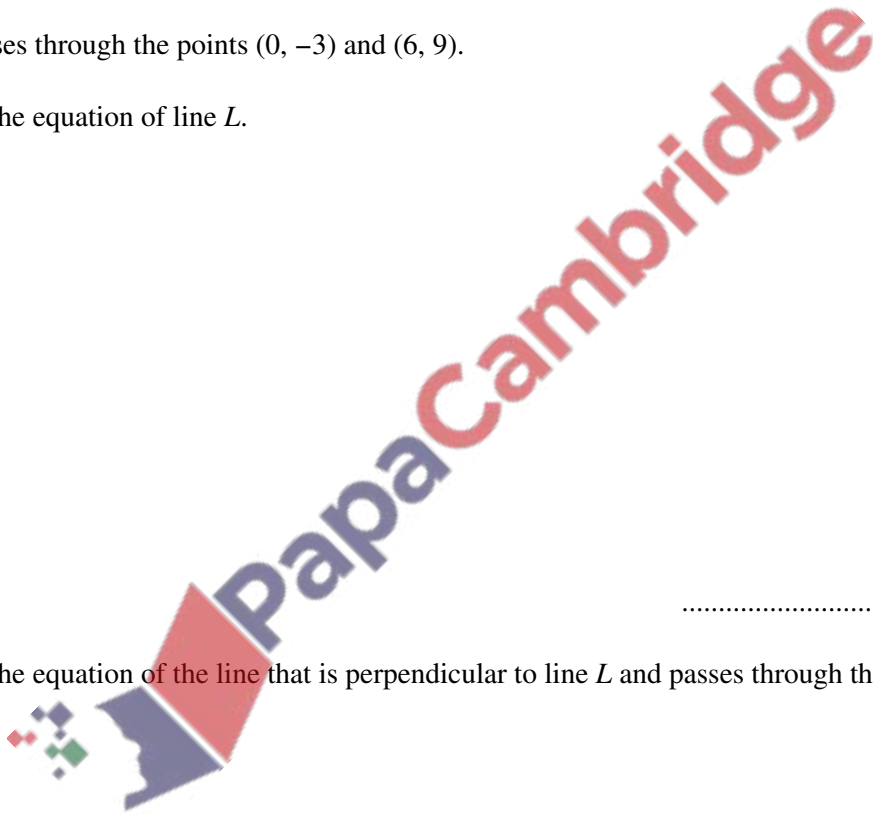 ses through the points (0, −3) and (6, 9).
he equation of line L.
PapaCambridge
..........................
he equation of the line that is perpendicular to line L and passes through th